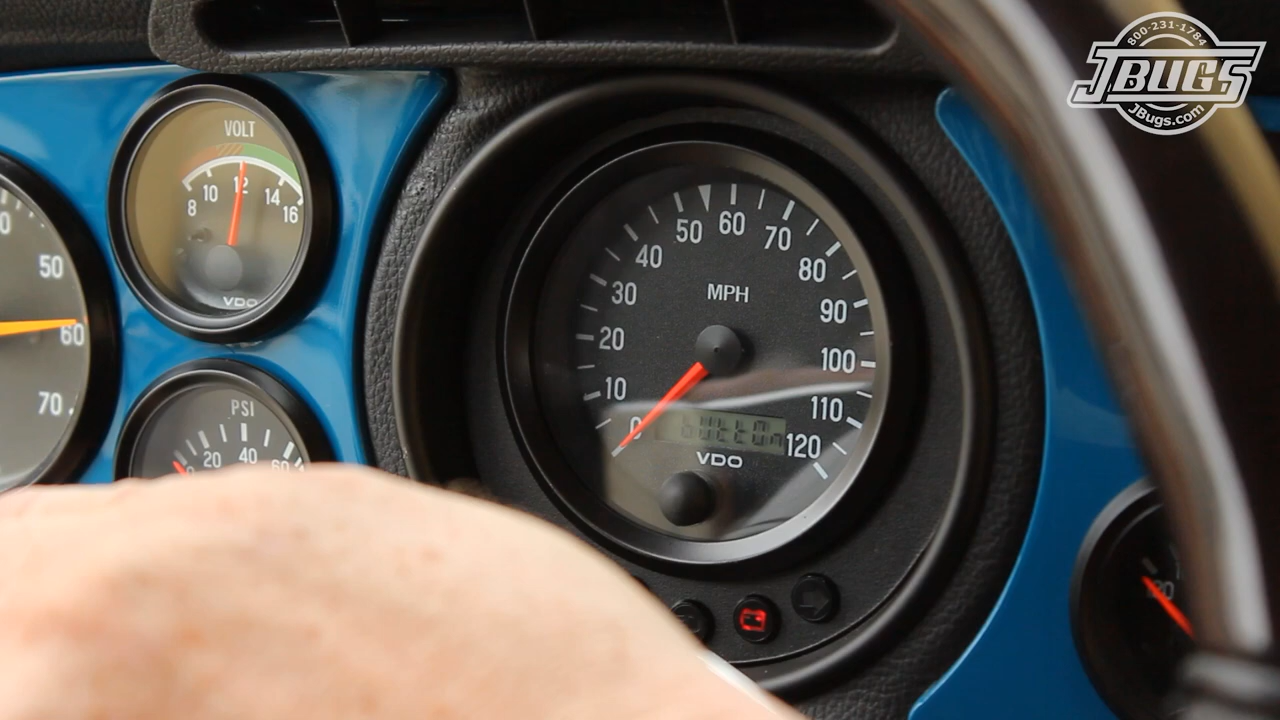 800-231-1784
JBUGS
JBugs.com
VOLT
8 10 12 14 16
VDO
50
60
70
PSI
20 40 60
0 10 20 30 40 50 60 70 80 90 100 110 120
MPH
button
VDO